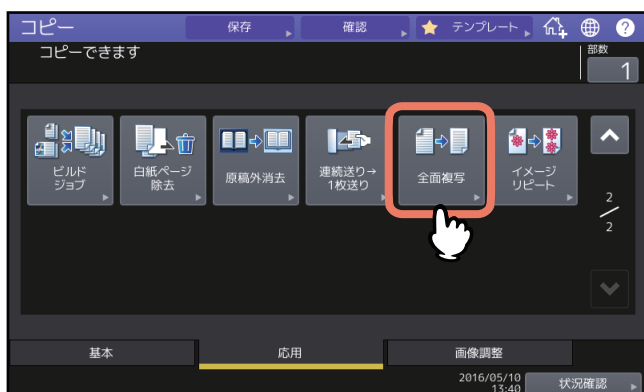 コピー
保存
確認
テンプレート
?
コピーできます
部数
1
ビルド
ジョブ
白紙ページ
除去
原稿外消去
連続送り→
1枚送り
全面複写
イメージ
リピート
2
2
基本
応用
画像調整
2016/05/10
13:40
状況確認